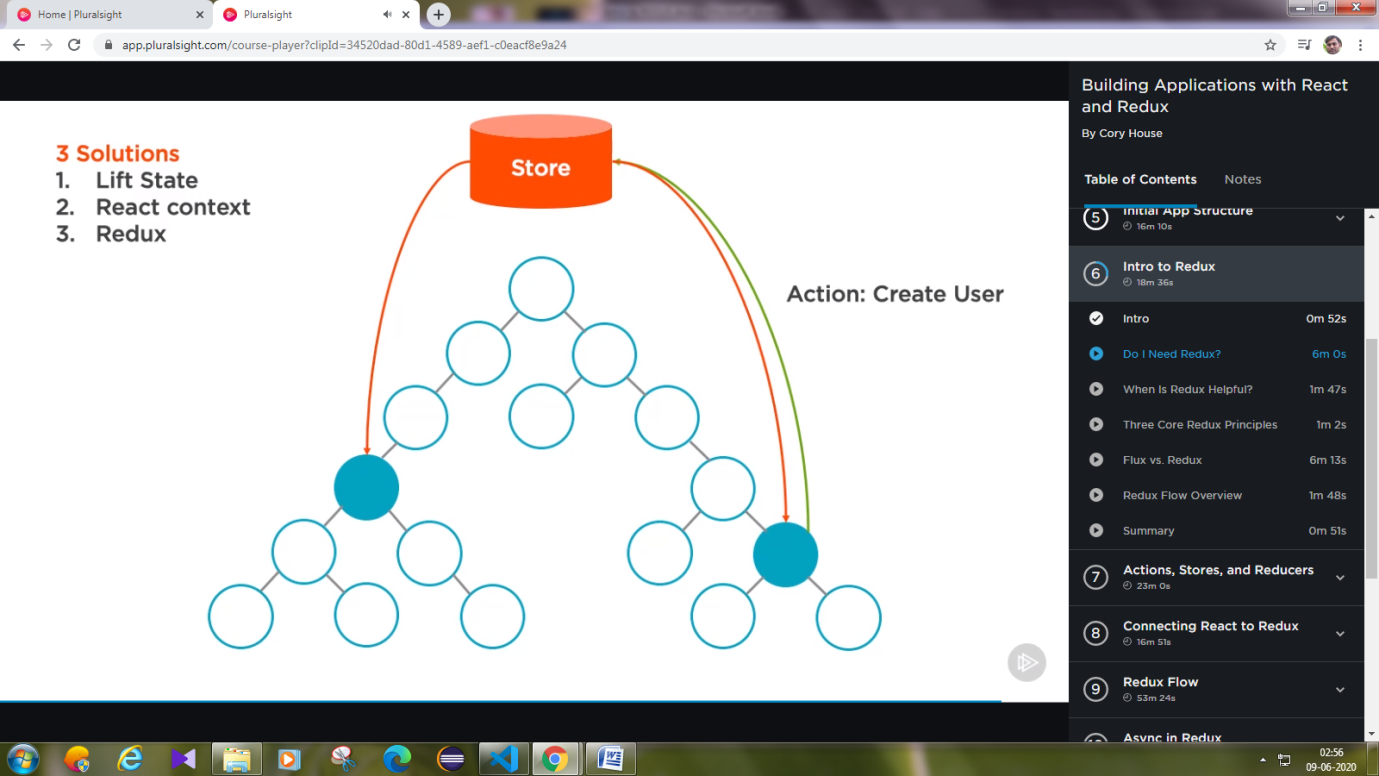 Home | Pluralsight
Pluralsight
app.pluralsight.com/course-player?clipId=34520dad-80d1-4589-aef1-c0eacf8e9a24
3 Solutions
1. Lift State
2. React context
3. Redux
Store
Action: Create User
Building Applications with React
and Redux
By Cory House
Table of Contents
Notes
5 Initial App Structure
16m 10s
6 Intro to Redux
18m 36s
Intro 0m 52s
Do I Need Redux? 6m 0s
When Is Redux Helpful? 1m 47s
Three Core Redux Principles 1m 2s
Flux vs. Redux 6m 13s
Redux Flow Overview 1m 48s
Summary 0m 51s
7 Actions, Stores, and Reducers
23m 0s
8 Connecting React to Redux
16m 51s
9 Redux Flow
53m 24s
Async in Redux
02:56
09-06-2020